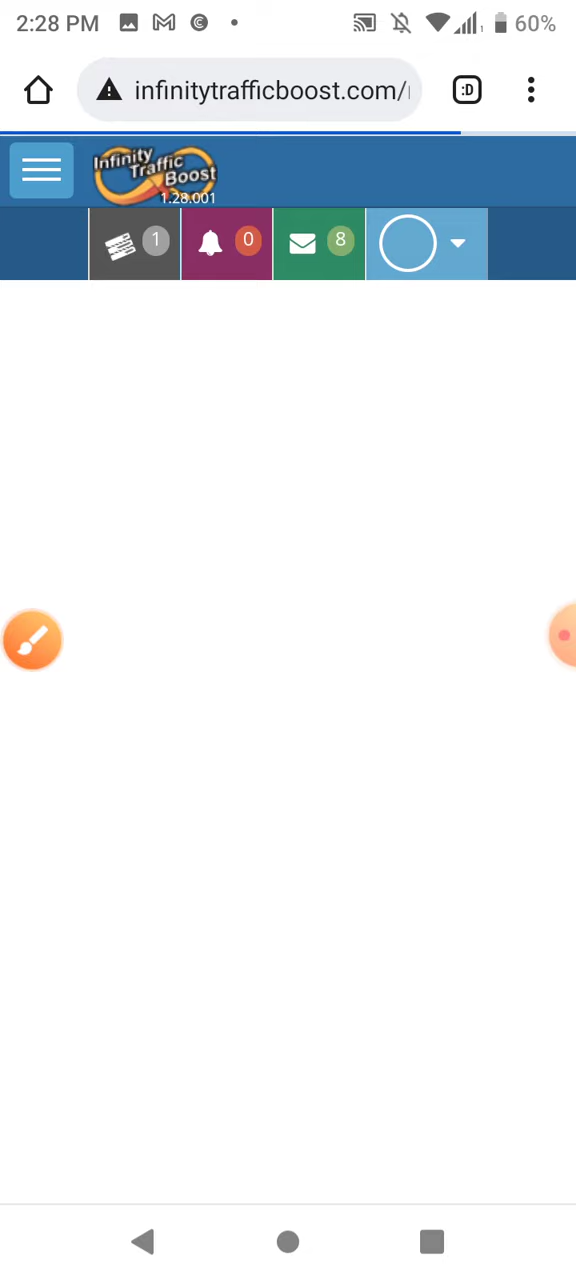 2:28 PM 60%
infinitytrafficboost.com/ :D
Infinity
Traffic
Boost
1.28.001
1 0 8